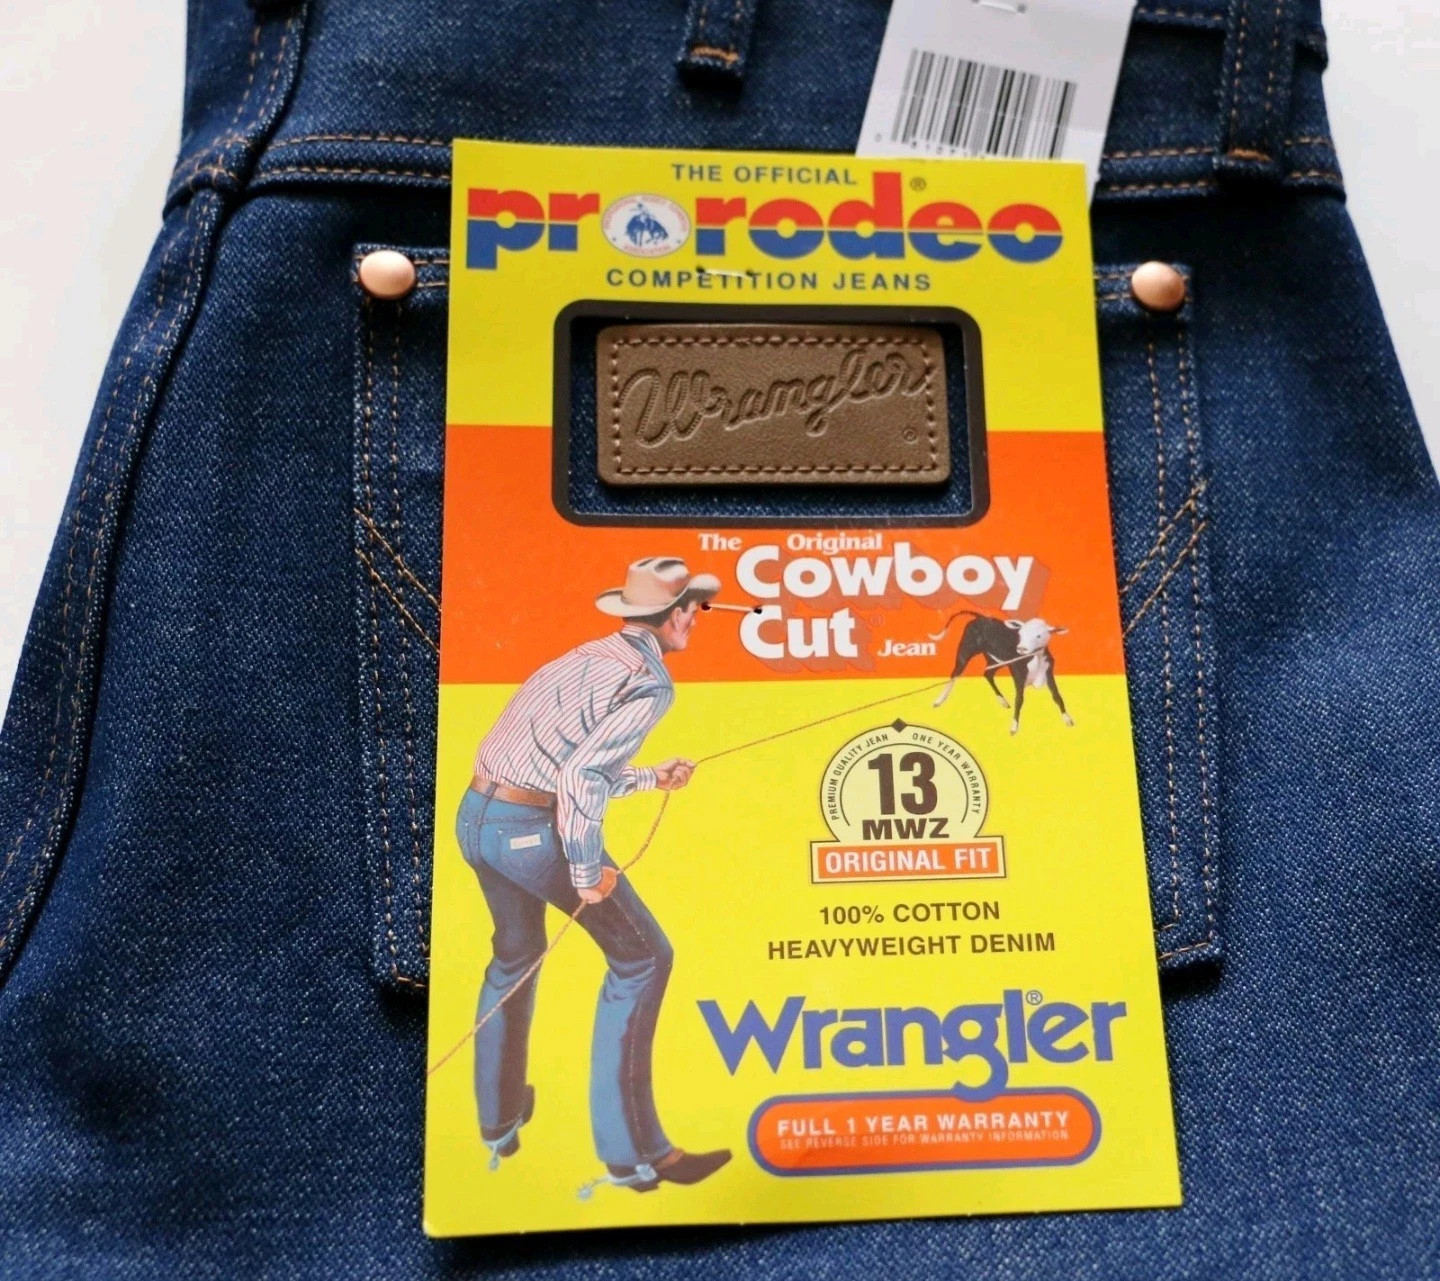 THE OFFICIAL
prorodeo®
COMPETITION JEANS
Wrangler
®
The Original
Cowboy
Cut Jean
PREMIUM QUALITY JEAN ONE YEAR WARRANTY
13
MWZ
ORIGINAL FIT
100% COTTON
HEAVYWEIGHT DENIM
Wrangler®
FULL 1 YEAR WARRANTY
SEE REVERSE SIDE FOR WARRANTY INFORMATION